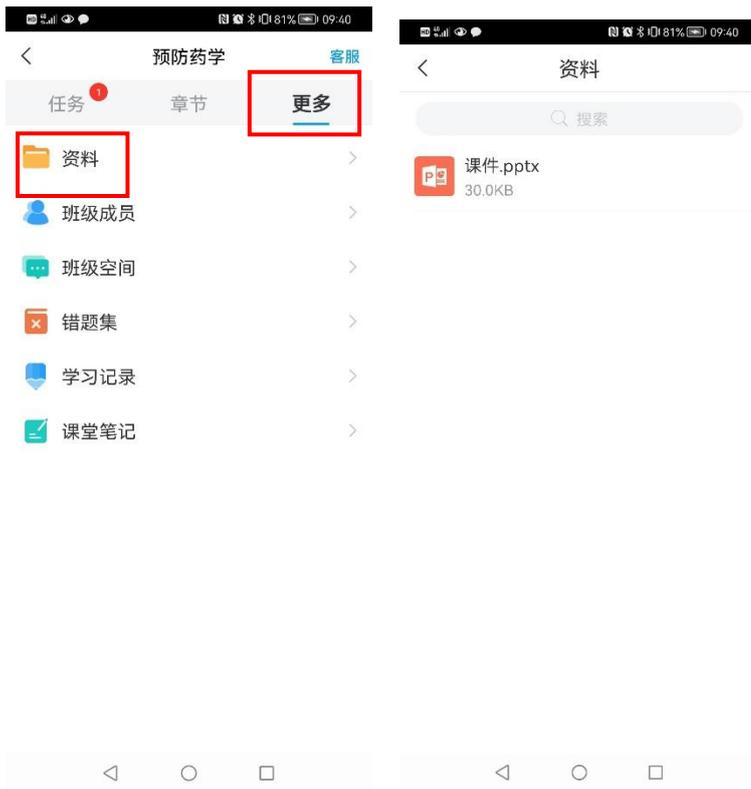 81% 09:40
预防药学
客服
任务 1
章节
更多
资料
班级成员
班级空间
错题集
学习记录
课堂笔记
81% 09:40
资料
搜索
课件.pptx
30.0KB